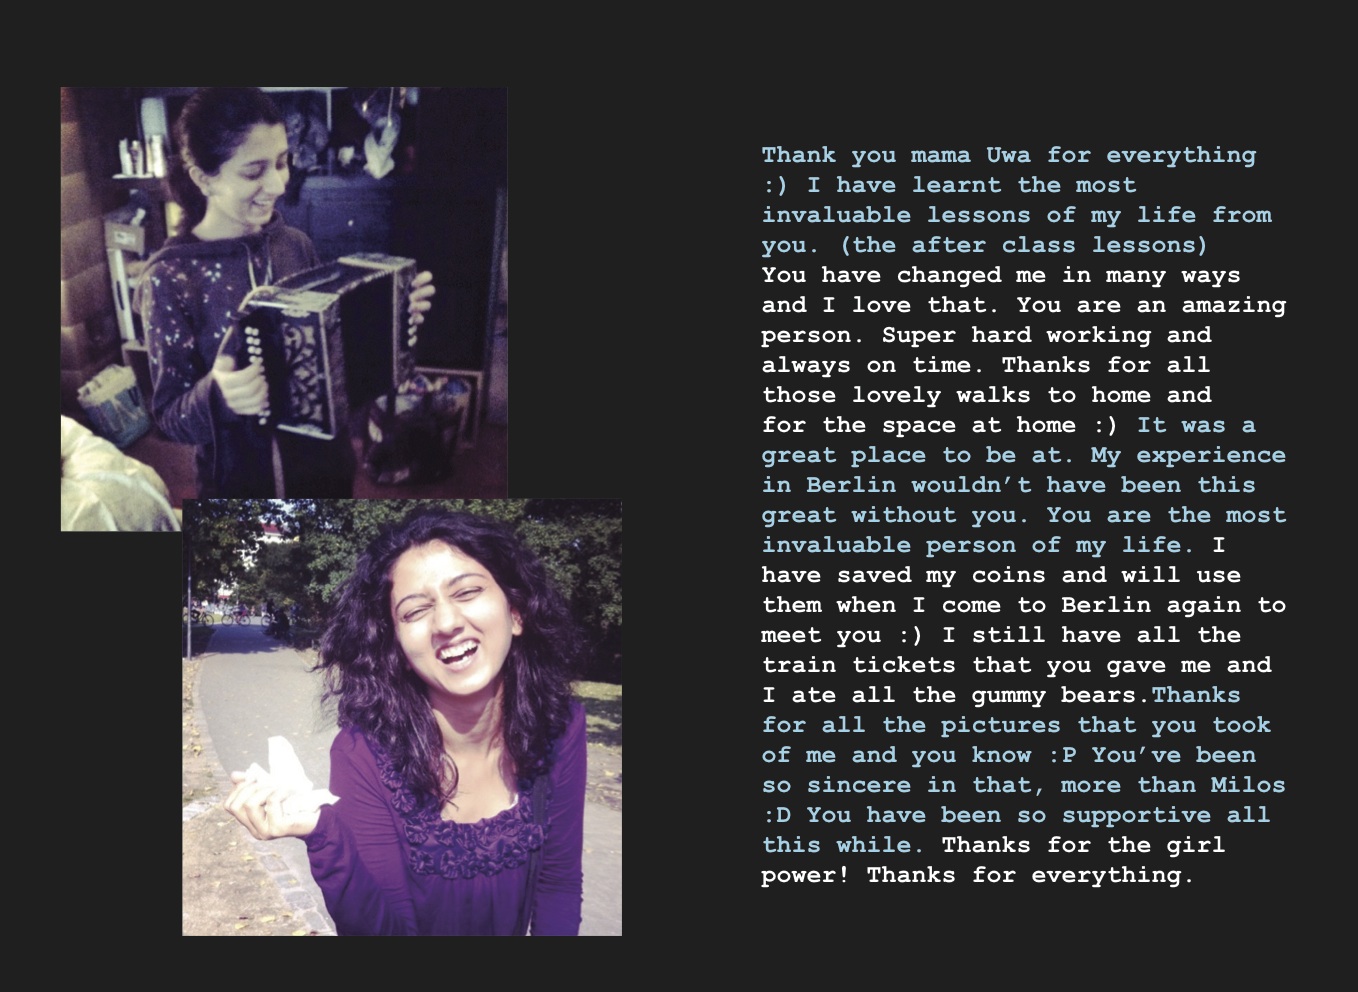 Thank you mama Uwa for everything
:) I have learnt the most
invaluable lessons of my life from
you. (the after class lessons)
You have changed me in many ways
and I love that. You are an amazing
person. Super hard working and
always on time. Thanks for all
those lovely walks to home and
for the space at home :) It was a
great place to be at. My experience
in Berlin wouldn’t have been this
great without you. You are the most
invaluable person of my life. I
have saved my coins and will use
them when I come to Berlin again to
meet you :) I still have all the
train tickets that you gave me and
I ate all the gummy bears.Thanks
for all the pictures that you took
of me and you know :P You’ve been
so sincere in that, more than Milos
:D You have been so supportive all
this while. Thanks for the girl
power! Thanks for everything.